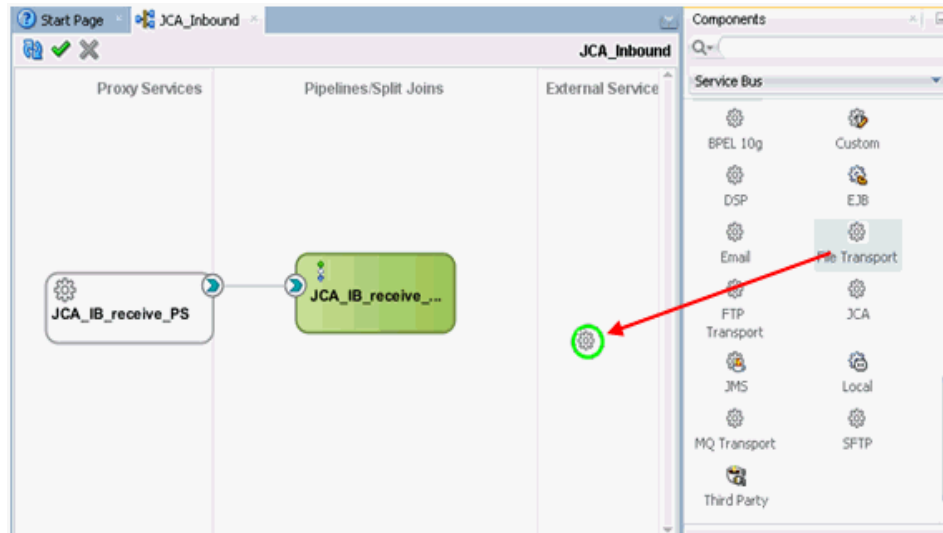 Start Page
JCA_Inbound
JCA_Inbound
Proxy Services
Pipelines/Split Joins
External Service
JCA_IB_receive_PS
JCA_IB_receive_...
Components
Service Bus
BPEL 10g
Custom
DSP
EJB
Email
File Transport
FTP
Transport
JCA
JMS
Local
MQ Transport
SFTP
Third Party